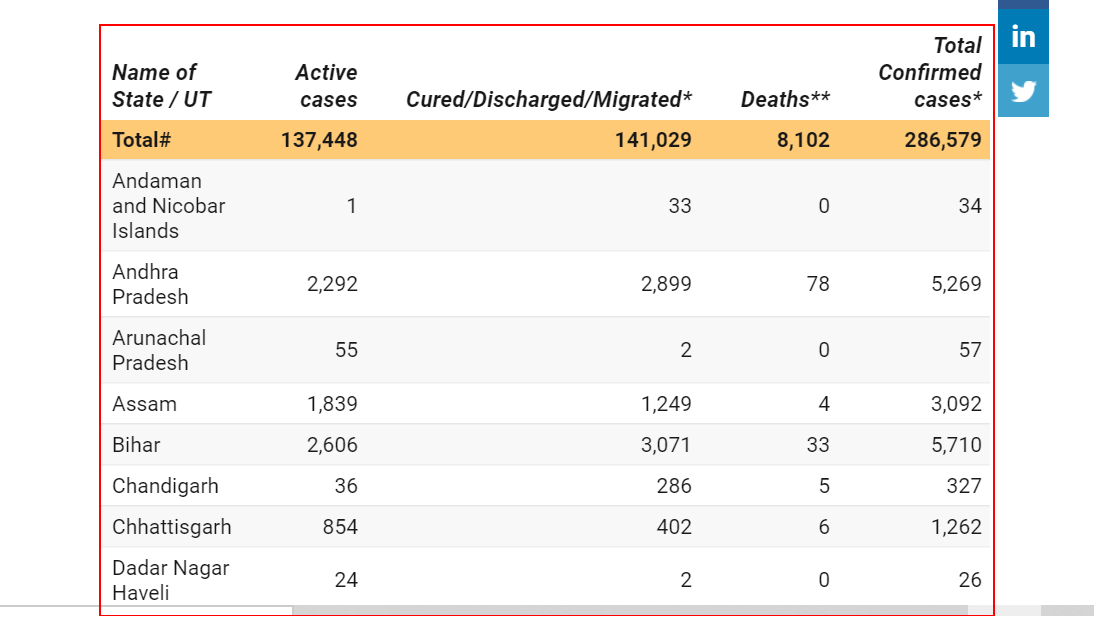 in
Name of State / UT Active cases Cured/Discharged/Migrated* Deaths** Total Confirmed cases*
Total# 137,448 141,029 8,102 286,579
Andaman and Nicobar Islands 1 33 0 34
Andhra Pradesh 2,292 2,899 78 5,269
Arunachal Pradesh 55 2 0 57
Assam 1,839 1,249 4 3,092
Bihar 2,606 3,071 33 5,710
Chandigarh 36 286 5 327
Chhattisgarh 854 402 6 1,262
Dadar Nagar Haveli 24 2 0 26